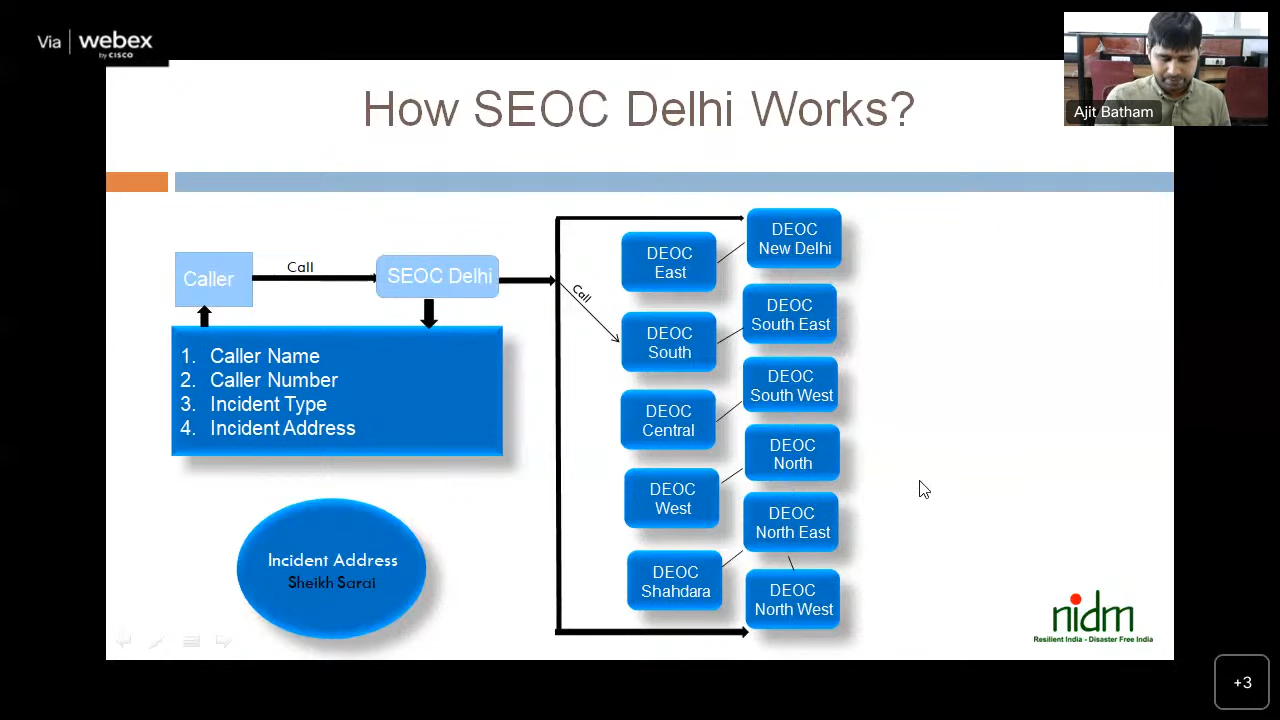 Via webex
by CISCO
Ajit Batham
How SEOC Delhi Works?
Caller
Call
SEOC Delhi
1. Caller Name
2. Caller Number
3. Incident Type
4. Incident Address
Incident Address
Sheikh Sarai
Call
DEOC
New Delhi
DEOC
East
DEOC
South East
DEOC
South
DEOC
South West
DEOC
Central
DEOC
North
DEOC
West
DEOC
North East
DEOC
Shahdara
DEOC
North West
nidm
Resilient India - Disaster Free India
+3